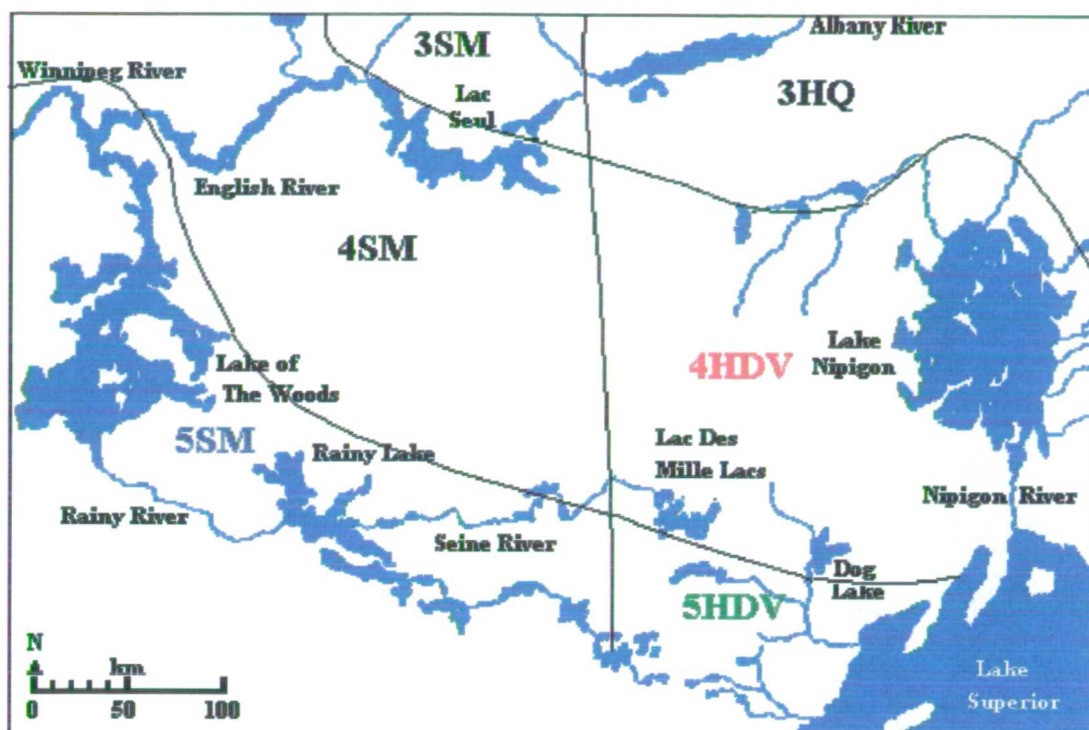 3SM
Albany River
Winnipeg River
Lac
Seul
3HQ
English River
4SM
Lake of
The Woods
4HDV
Lake
Nipigon
5SM
Rainy Lake
Lac Des
Mille Lacs
Rainy River
Seine River
Nipigon River
Dog
Lake
5HDV
N
km
0 50 100
Lake
Superior